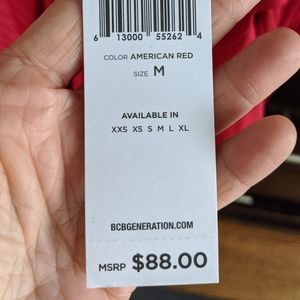 6 13000 55262 4
COLOR AMERICAN RED
SIZE M
AVAILABLE IN
XXS XS S M L XL
BCBGENERATION.COM
MSRP $88.00